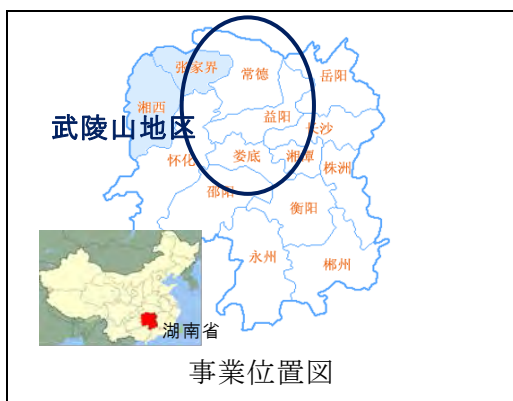 张家界
常德
岳阳
湘西
益阳
武陵山地区
长沙
怀化
娄底
湘潭
株洲
邵阳
衡阳
永州
郴州
湖南省
事業位置図